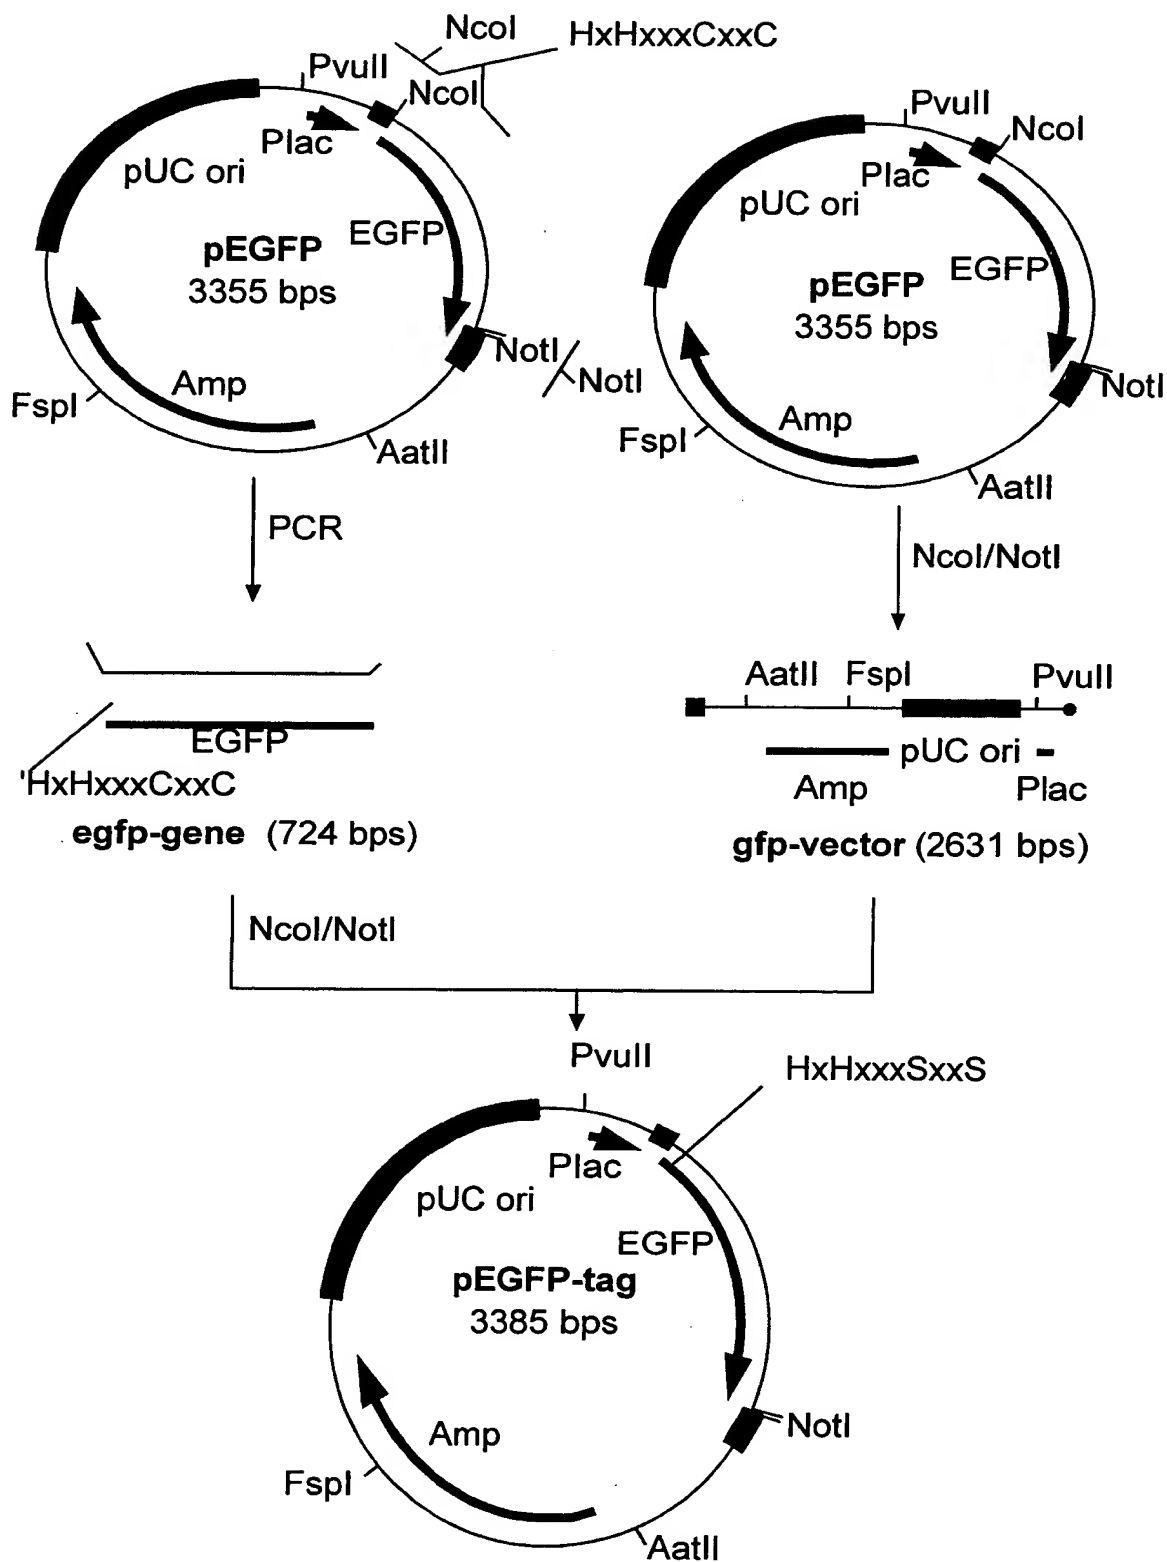 NcoI
HxHxxxCxxC
PvuII
NcoI
Plac
pUC ori
EGFP
pEGFP
3355 bps
NotI
NotI
Amp
FspI
AatII
PvuII
NcoI
Plac
pUC ori
EGFP
pEGFP
3355 bps
NotI
Amp
FspI
AatII
PCR
NcoI/NotI
EGFP
'HxHxxxCxxC
egfp-gene (724 bps)
AatII FspI PvuII
pUC ori
Amp Plac
gfp-vector (2631 bps)
NcoI/NotI
PvuII
HxHxxxSxxS
Plac
pUC ori
EGFP
pEGFP-tag
3385 bps
NotI
Amp
FspI
AatII